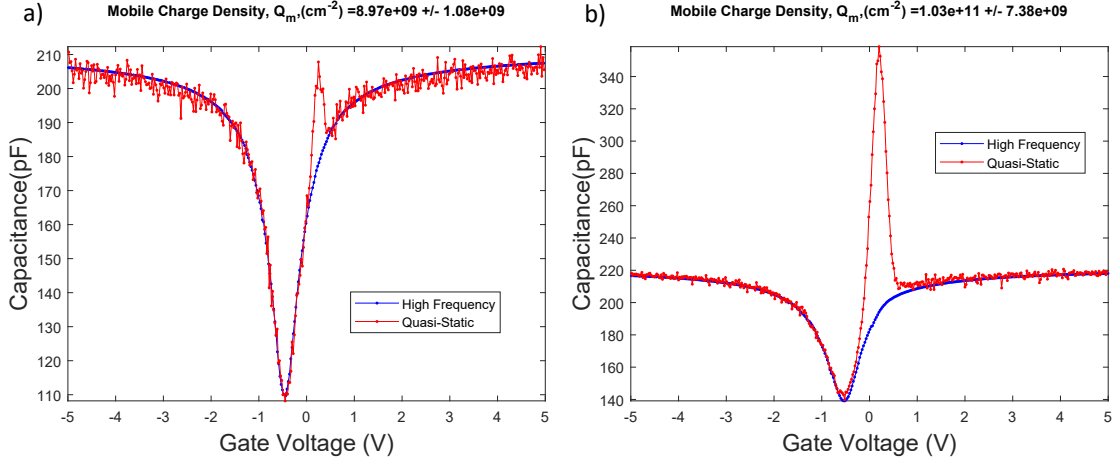 a)
Mobile Charge Density, Qm,(cm-2) =8.97e+09 +/- 1.08e+09
Capacitance(pF)
200
190
180
170
160
150
140
130
120
110
-5 -4 -3 -2 -1 0 1 2 3 4 5
Gate Voltage (V)
High Frequency
Quasi-Static
b)
Mobile Charge Density, Qm,(cm-2) =1.03e+11 +/- 7.38e+09
Capacitance(pF)
340
320
300
280
260
240
220
200
180
160
140
-5 -4 -3 -2 -1 0 1 2 3 4 5
Gate Voltage (V)
High Frequency
Quasi-Static